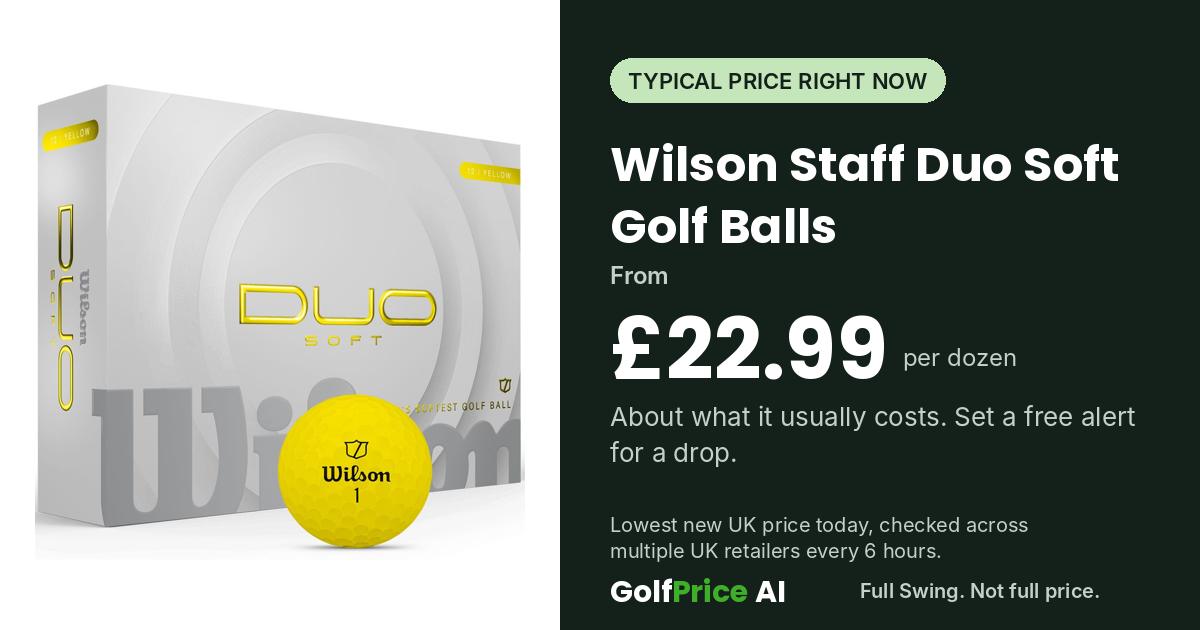 12 | YELLOW
12 | YELLOW
DUO
SOFT
Wilson
DUO
SOFT
SOFTEST GOLF BALL
Wilson
Wilson
1
TYPICAL PRICE RIGHT NOW
Wilson Staff Duo Soft
Golf Balls
From
£22.99 per dozen
About what it usually costs. Set a free alert
for a drop.
Lowest new UK price today, checked across
multiple UK retailers every 6 hours.
GolfPrice AI
Full Swing. Not full price.